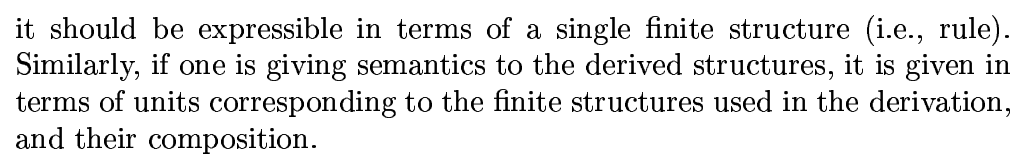 it should be expressible in terms of a single finite structure (i.e., rule).
Similarly, if one is giving semantics to the derived structures, it is given in
terms of units corresponding to the finite structures used in the derivation,
and their composition.